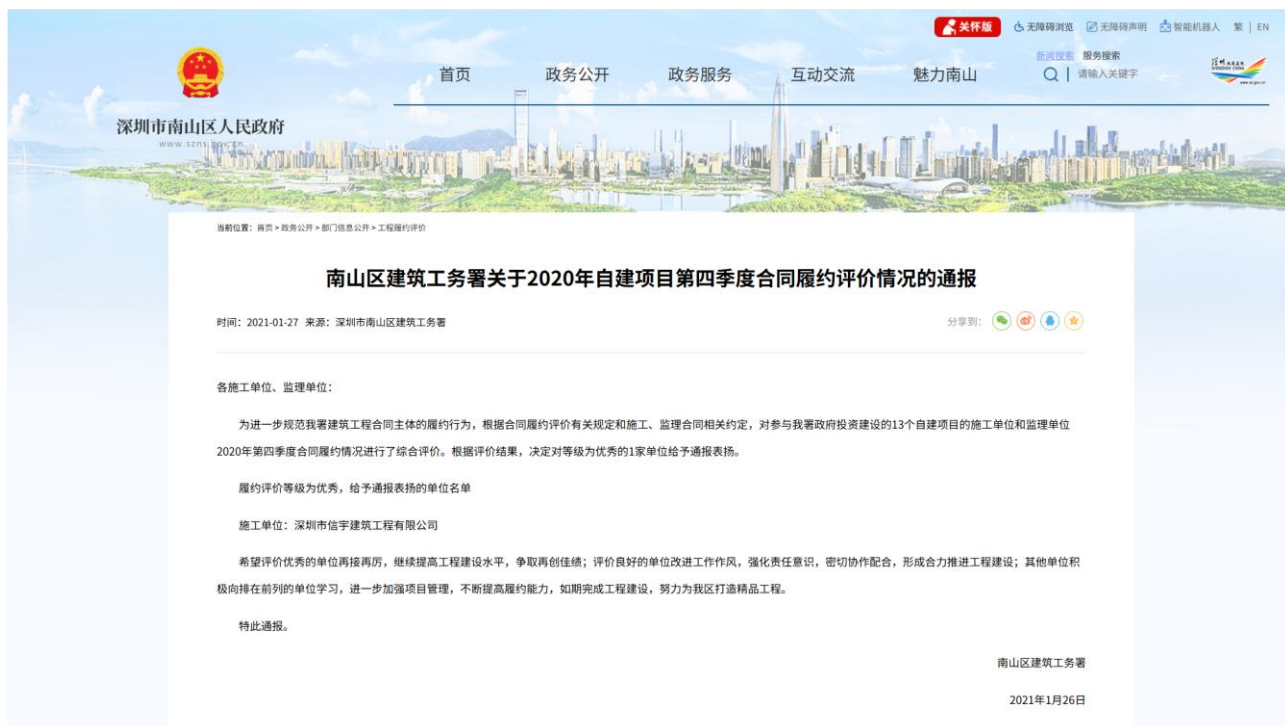 关怀版 无障碍浏览 无障碍声明 智能机器人 繁 | EN
新闻搜索 服务搜索
首页 政务公开 政务服务 互动交流 魅力南山 请输入关键字
深圳市南山区人民政府
www.szns.gov.cn
当前位置：首页 > 政务公开 > 部门信息公开 > 工程履约评价
南山区建筑工务署关于2020年自建项目第四季度合同履约评价情况的通报
时间：2021-01-27 来源：深圳市南山区建筑工务署 分享到：
各施工单位、监理单位：
为进一步规范我署建筑工程合同主体的履约行为，根据合同履约评价有关规定和施工、监理合同相关约定，对参与我署政府投资建设的13个自建项目的施工单位和监理单位
2020年第四季度合同履约情况进行了综合评价。根据评价结果，决定对等级为优秀的1家单位给予通报表扬。
履约评价等级为优秀，给予通报表扬的单位名单
施工单位：深圳市信宇建筑工程有限公司
希望评价优秀的单位再接再厉，继续提高工程建设水平，争取再创佳绩；评价良好的单位改进工作作风，强化责任意识，密切协作配合，形成合力推进工程建设；其他单位积
极向排在前列的单位学习，进一步加强项目管理，不断提高履约能力，如期完成工程建设，努力为我区打造精品工程。
特此通报。
南山区建筑工务署
2021年1月26日